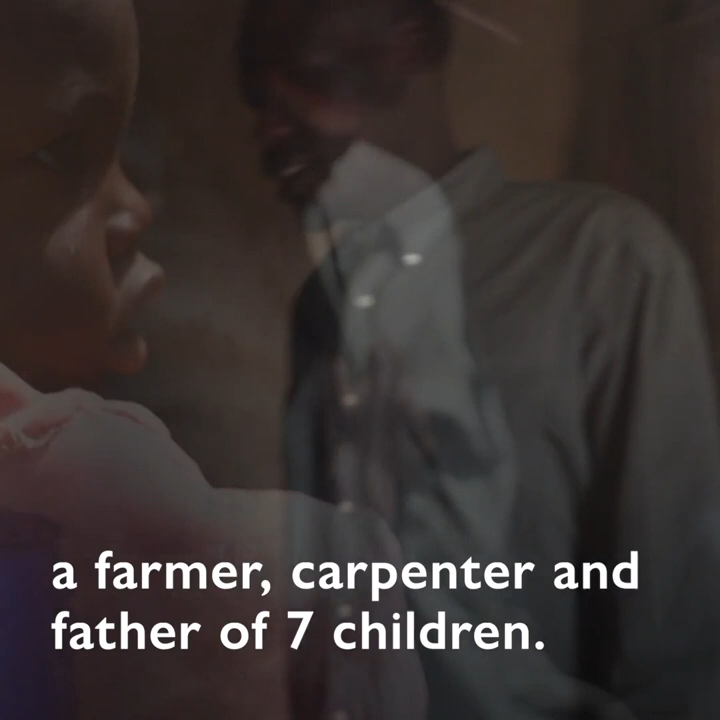 a farmer, carpenter and
father of 7 children.